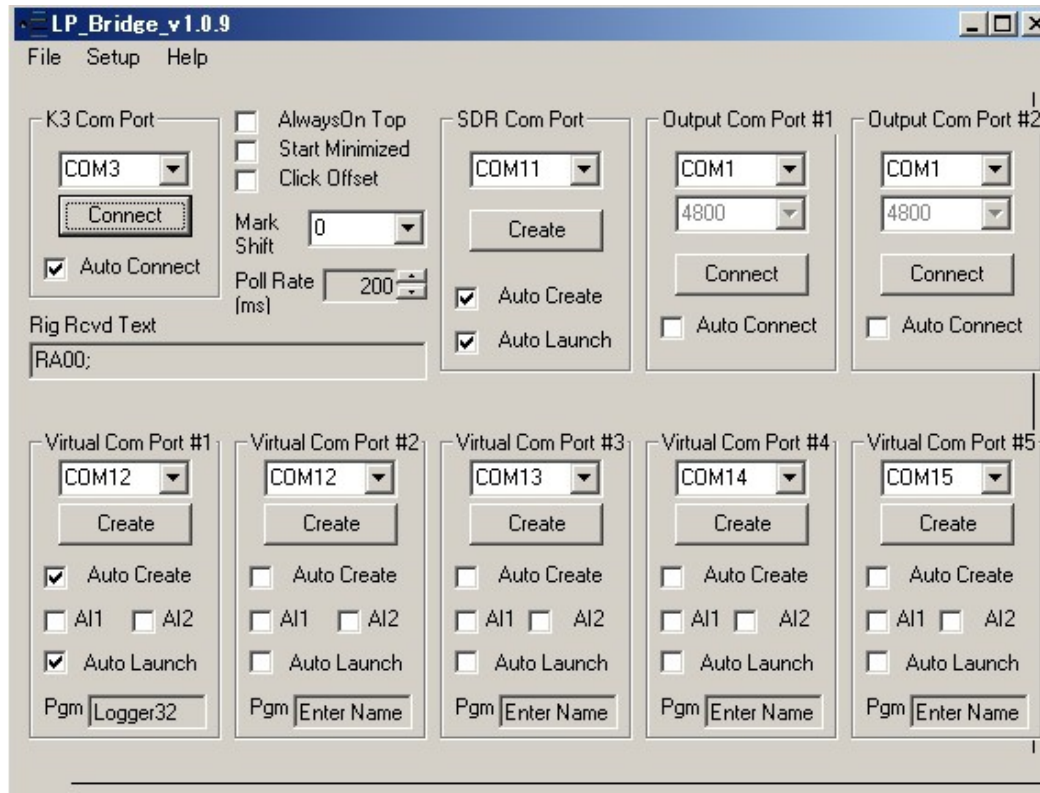 LP_Bridge_v1.0.9
File Setup Help
K3 Com Port
COM3
Connect
Auto Connect
AlwaysOn Top
Start Minimized
Click Offset
Mark Shift
0
Poll Rate (ms)
200
Rig Rcvd Text
RA00;
SDR Com Port
COM11
Create
Auto Create
Auto Launch
Output Com Port #1
COM1
4800
Connect
Auto Connect
Output Com Port #2
COM1
4800
Connect
Auto Connect
Virtual Com Port #1
COM12
Create
Auto Create
AI1 AI2
Auto Launch
Pgm Logger32
Virtual Com Port #2
COM12
Create
Auto Create
AI1 AI2
Auto Launch
Pgm Enter Name
Virtual Com Port #3
COM13
Create
Auto Create
AI1 AI2
Auto Launch
Pgm Enter Name
Virtual Com Port #4
COM14
Create
Auto Create
AI1 AI2
Auto Launch
Pgm Enter Name
Virtual Com Port #5
COM15
Create
Auto Create
AI1 AI2
Auto Launch
Pgm Enter Name